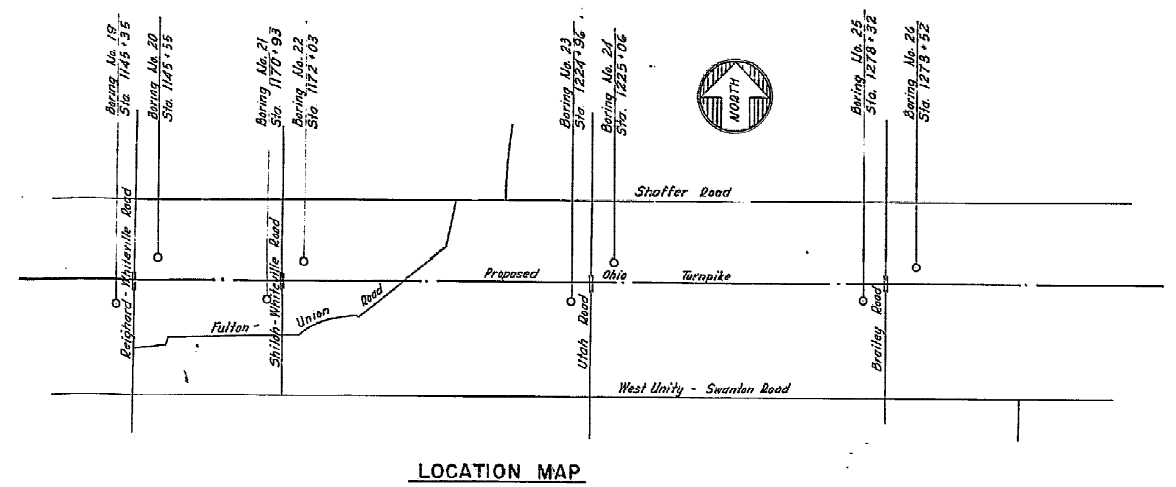 Boring No. 19
Sta. 1145+35
Boring No. 20
Sta. 1145+55
Boring No. 21
Sta. 1170+93
Boring No. 22
Sta. 1172+03
Boring No. 23
Sta. 1224+96
Boring No. 24
Sta. 1225+06
Boring No. 25
Sta. 1278+32
Boring No. 26
Sta. 1278+52
NORTH
Shaffer Road
Reighard-Whiteville Road
Shiloh-Whiteville Road
Proposed Ohio Turnpike
Fulton-Union Road
Utah Road
Brailey Road
West Unity - Swanton Road
LOCATION MAP